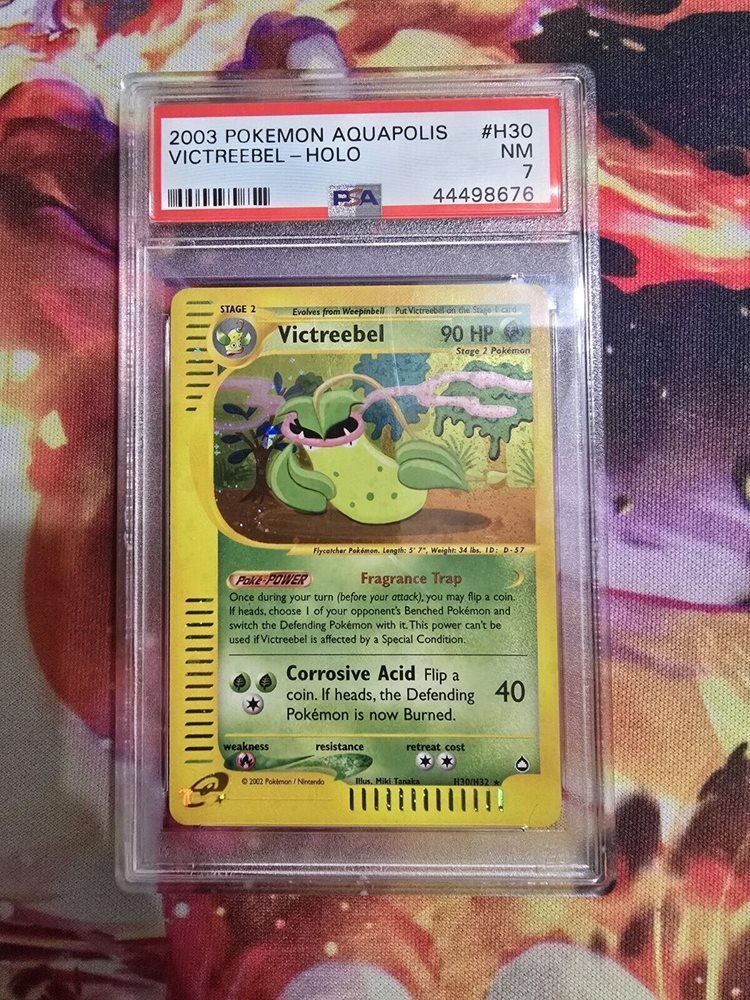 2003 POKEMON AQUAPOLIS #H30
VICTREEBEL - HOLO NM
7
PSA 44498676
STAGE 2 Evolves from Weepinbell Put Victreebel on the Stage 1 card
Victreebel 90 HP
Stage 2 Pokémon
Flycatcher Pokémon. Length: 5' 7", Weight: 34 lbs. ID: D-57
Poké-POWER Fragrance Trap
Once during your turn (before your attack), you may flip a coin.
If heads, choose 1 of your opponent's Benched Pokémon and
switch the Defending Pokémon with it. This power can't be
used if Victreebel is affected by a Special Condition.
Corrosive Acid Flip a
coin. If heads, the Defending 40
Pokémon is now Burned.
weakness resistance retreat cost
© 2002 Pokémon / Nintendo Illus. Miki Tanaka H30/H32 ★
e